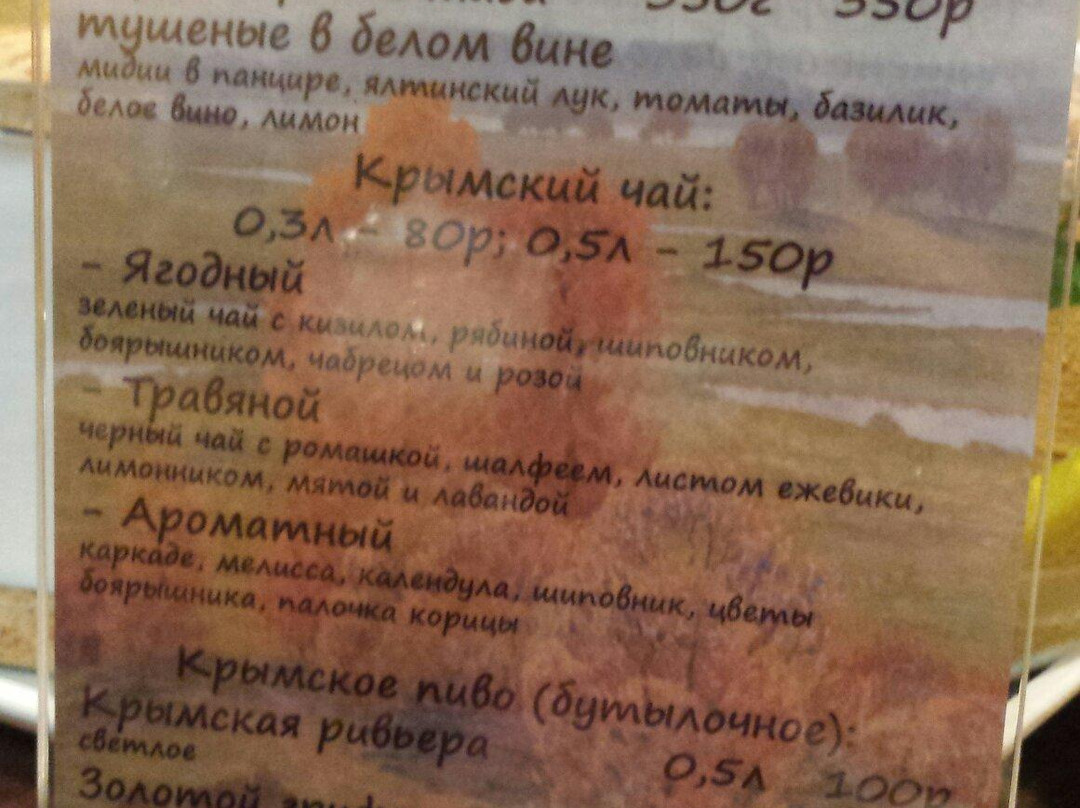 350г 350р
тушеные в белом вине
мидии в панцире, ялтинский лук, томаты, базилик,
белое вино, лимон
Крымский чай:
0,3л - 80р; 0,5л - 150р
- Ягодный
зеленый чай с кизилом, рябиной, шиповником,
боярышником, чабрецом и розой
- Травяной
черный чай с ромашкой, шалфеем, листом ежевики,
лимонником, мятой и лавандой
- Ароматный
каркаде, мелисса, календула, шиповник, цветы
боярышника, палочка корицы
Крымское пиво (бутылочное):
Крымская ривьера 0,5л 100р
светлое
Золотой